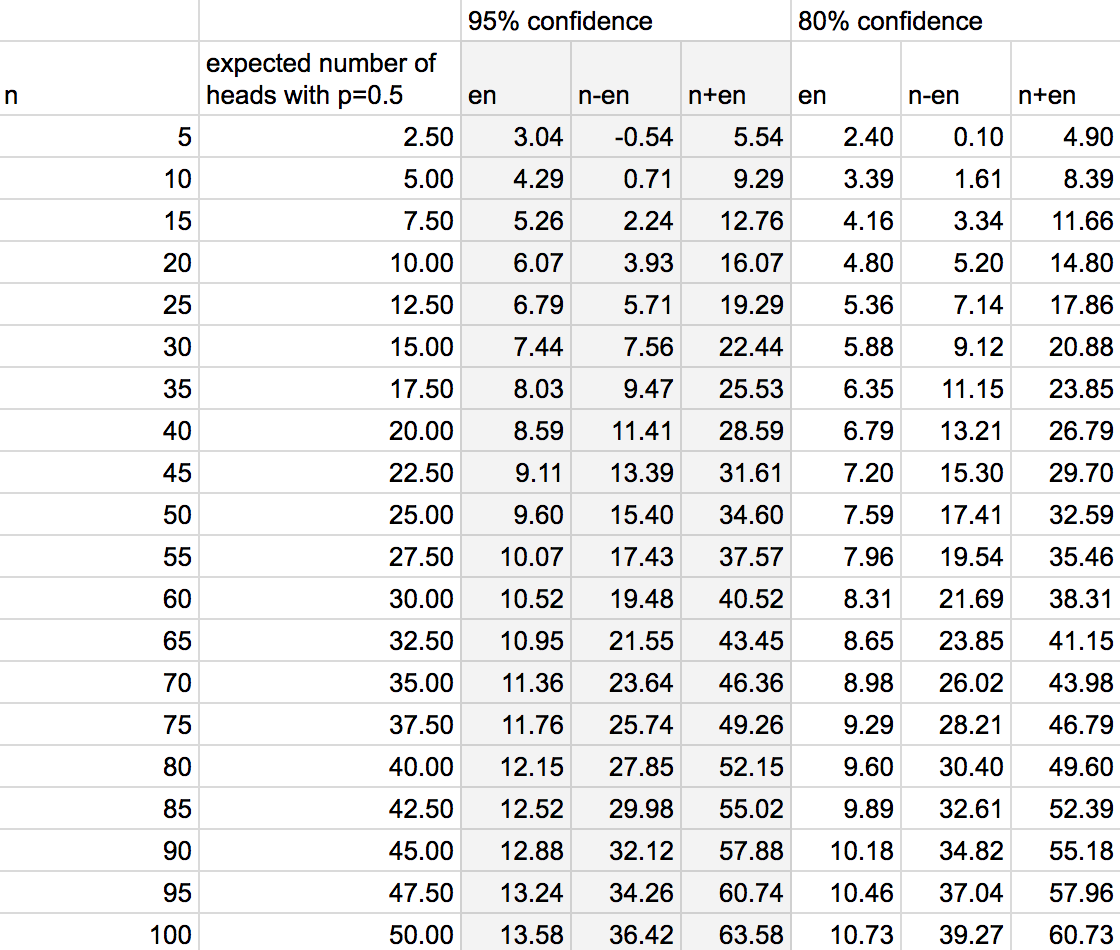 95% confidence 80% confidence
expected number of
n heads with p=0.5 en n-en n+en en n-en n+en
5 2.50 3.04 -0.54 5.54 2.40 0.10 4.90
10 5.00 4.29 0.71 9.29 3.39 1.61 8.39
15 7.50 5.26 2.24 12.76 4.16 3.34 11.66
20 10.00 6.07 3.93 16.07 4.80 5.20 14.80
25 12.50 6.79 5.71 19.29 5.36 7.14 17.86
30 15.00 7.44 7.56 22.44 5.88 9.12 20.88
35 17.50 8.03 9.47 25.53 6.35 11.15 23.85
40 20.00 8.59 11.41 28.59 6.79 13.21 26.79
45 22.50 9.11 13.39 31.61 7.20 15.30 29.70
50 25.00 9.60 15.40 34.60 7.59 17.41 32.59
55 27.50 10.07 17.43 37.57 7.96 19.54 35.46
60 30.00 10.52 19.48 40.52 8.31 21.69 38.31
65 32.50 10.95 21.55 43.45 8.65 23.85 41.15
70 35.00 11.36 23.64 46.36 8.98 26.02 43.98
75 37.50 11.76 25.74 49.26 9.29 28.21 46.79
80 40.00 12.15 27.85 52.15 9.60 30.40 49.60
85 42.50 12.52 29.98 55.02 9.89 32.61 52.39
90 45.00 12.88 32.12 57.88 10.18 34.82 55.18
95 47.50 13.24 34.26 60.74 10.46 37.04 57.96
100 50.00 13.58 36.42 63.58 10.73 39.27 60.73